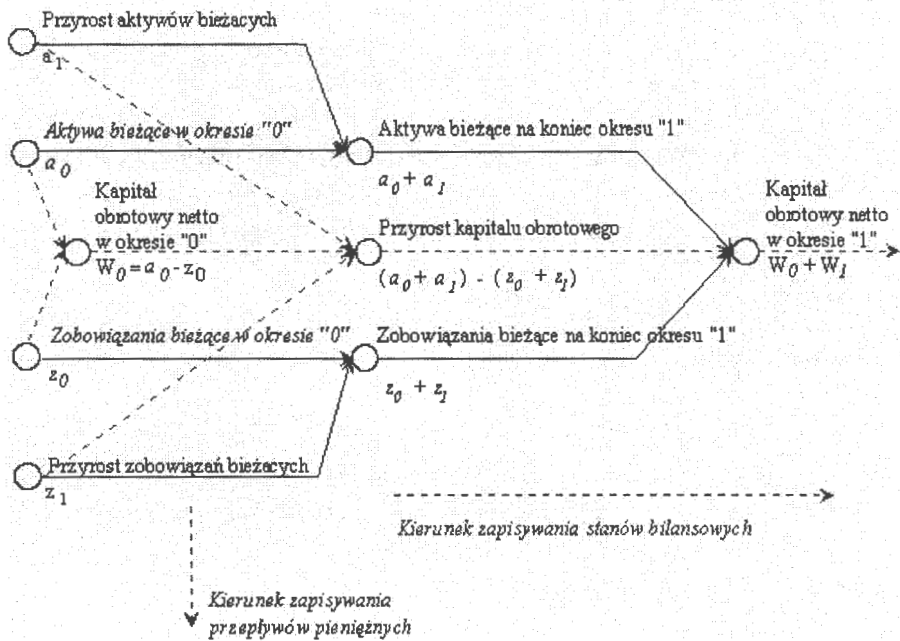 Przyrost aktywów bieżacych
a1
Aktywa bieżące w okresie "0"
a0
Aktywa bieżące na koniec okresu "1"
a0 + a1
Kapitał
obrotowy netto
w okresie "0"
W0 = a0 - z0
Przyrost kapitalu obrotowego
(a0 + a1) - (z0 + z1)
Kapitał
obrotowy netto
w okresie "1"
W0 + W1
Zobowiązania bieżące w okresie "0"
z0
Zobowiązania bieżące na koniec okresu "1"
z0 + z1
Przyrost zobowiązań bieżacych
z1
Kierunek zapisywania stanów bilansowych
Kierunek zapisywania
przepływów pieniężnych